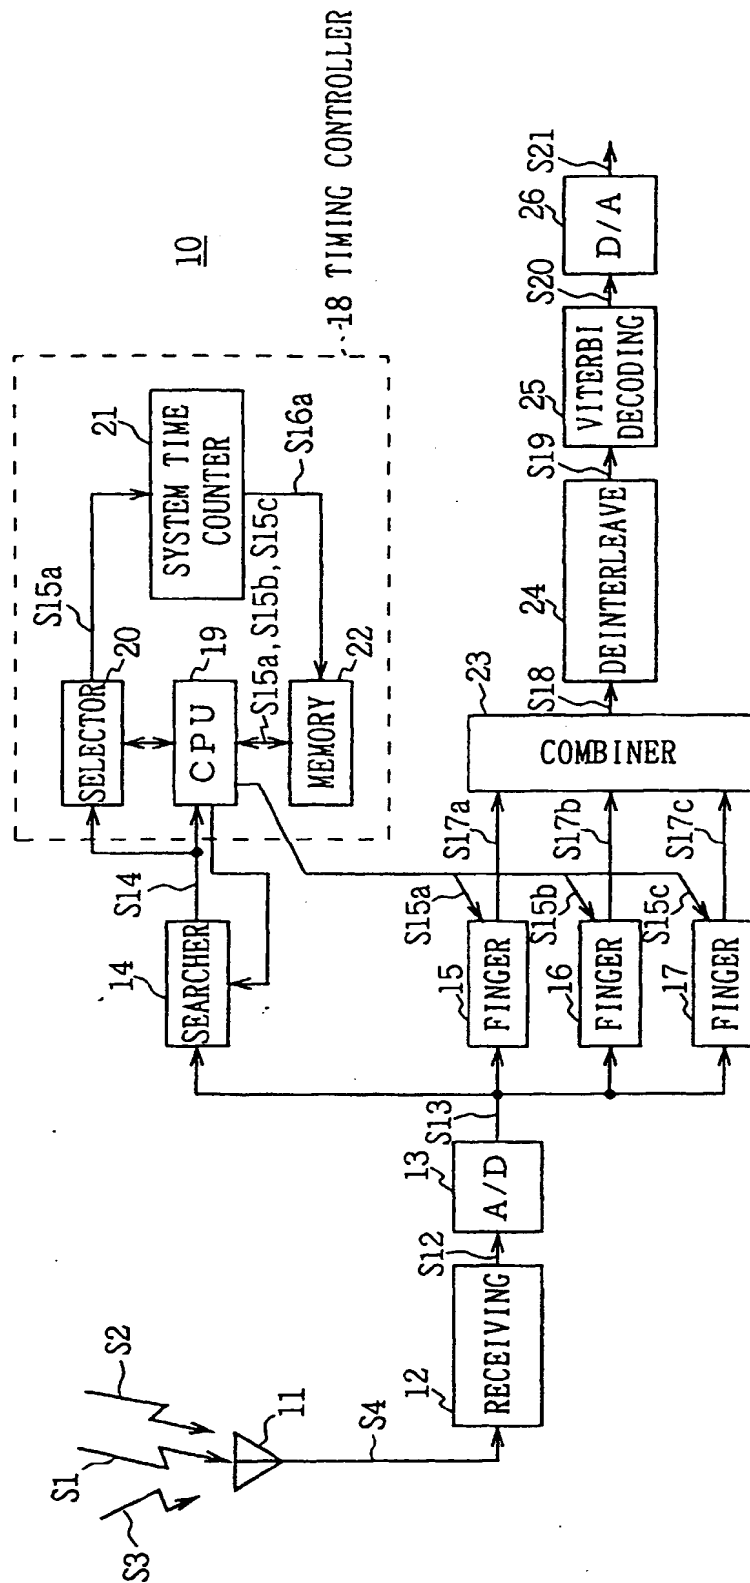 10
18 TIMING CONTROLLER
S15a
21
SYSTEM TIME
COUNTER
S16a
20
SELECTOR
19
CPU
S15a, S15b, S15c
22
MEMORY
S14
14
SEARCHER
S1
S2
S3
11
S4
12
RECEIVING
S12
13
A/D
S13
15
FINGER
S15a
S17a
16
FINGER
S15b
S17b
17
FINGER
S15c
S17c
23
COMBINER
S18
24
DEINTERLEAVE
S19
25
VITERBI
DECODING
S20
26
D/A
S21